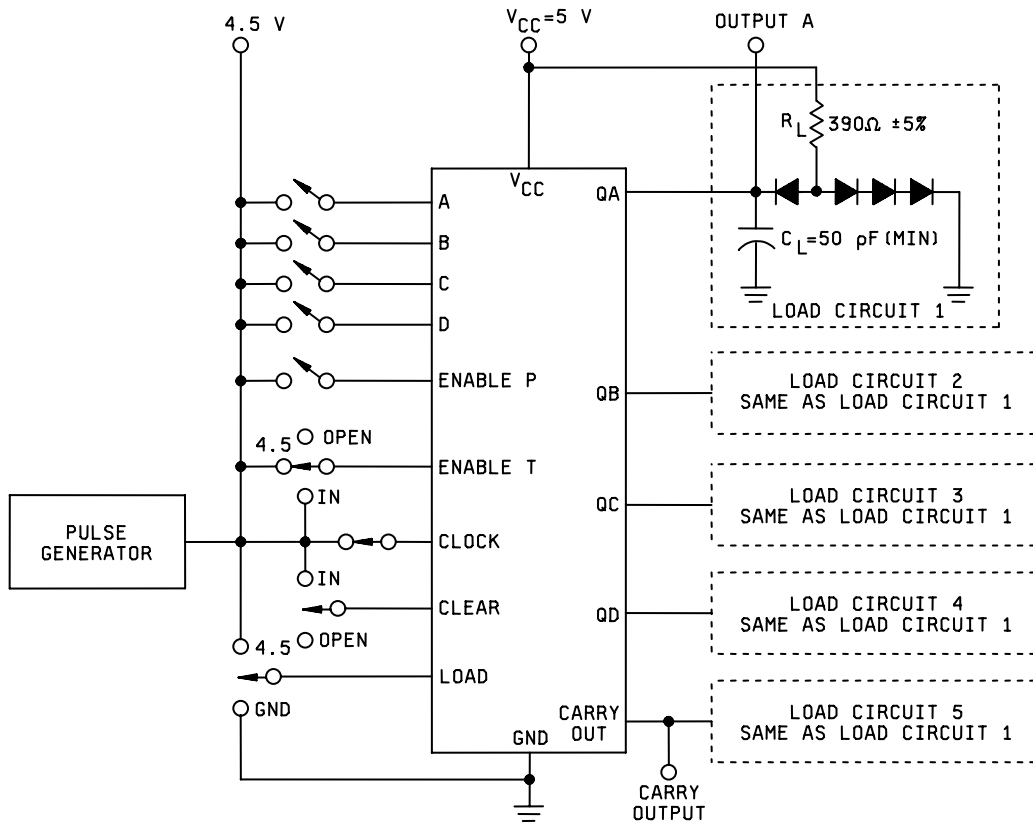 4.5 V
VCC=5 V
OUTPUT A
RL 390Ω ±5%
VCC
QA
A
B
C
D
CL=50 pF (MIN)
LOAD CIRCUIT 1
ENABLE P
QB
LOAD CIRCUIT 2
SAME AS LOAD CIRCUIT 1
OPEN
4.5
ENABLE T
IN
QC
LOAD CIRCUIT 3
SAME AS LOAD CIRCUIT 1
PULSE
GENERATOR
CLOCK
IN
CLEAR
QD
LOAD CIRCUIT 4
SAME AS LOAD CIRCUIT 1
OPEN
4.5
LOAD
GND
CARRY
OUT
GND
LOAD CIRCUIT 5
SAME AS LOAD CIRCUIT 1
CARRY
OUTPUT